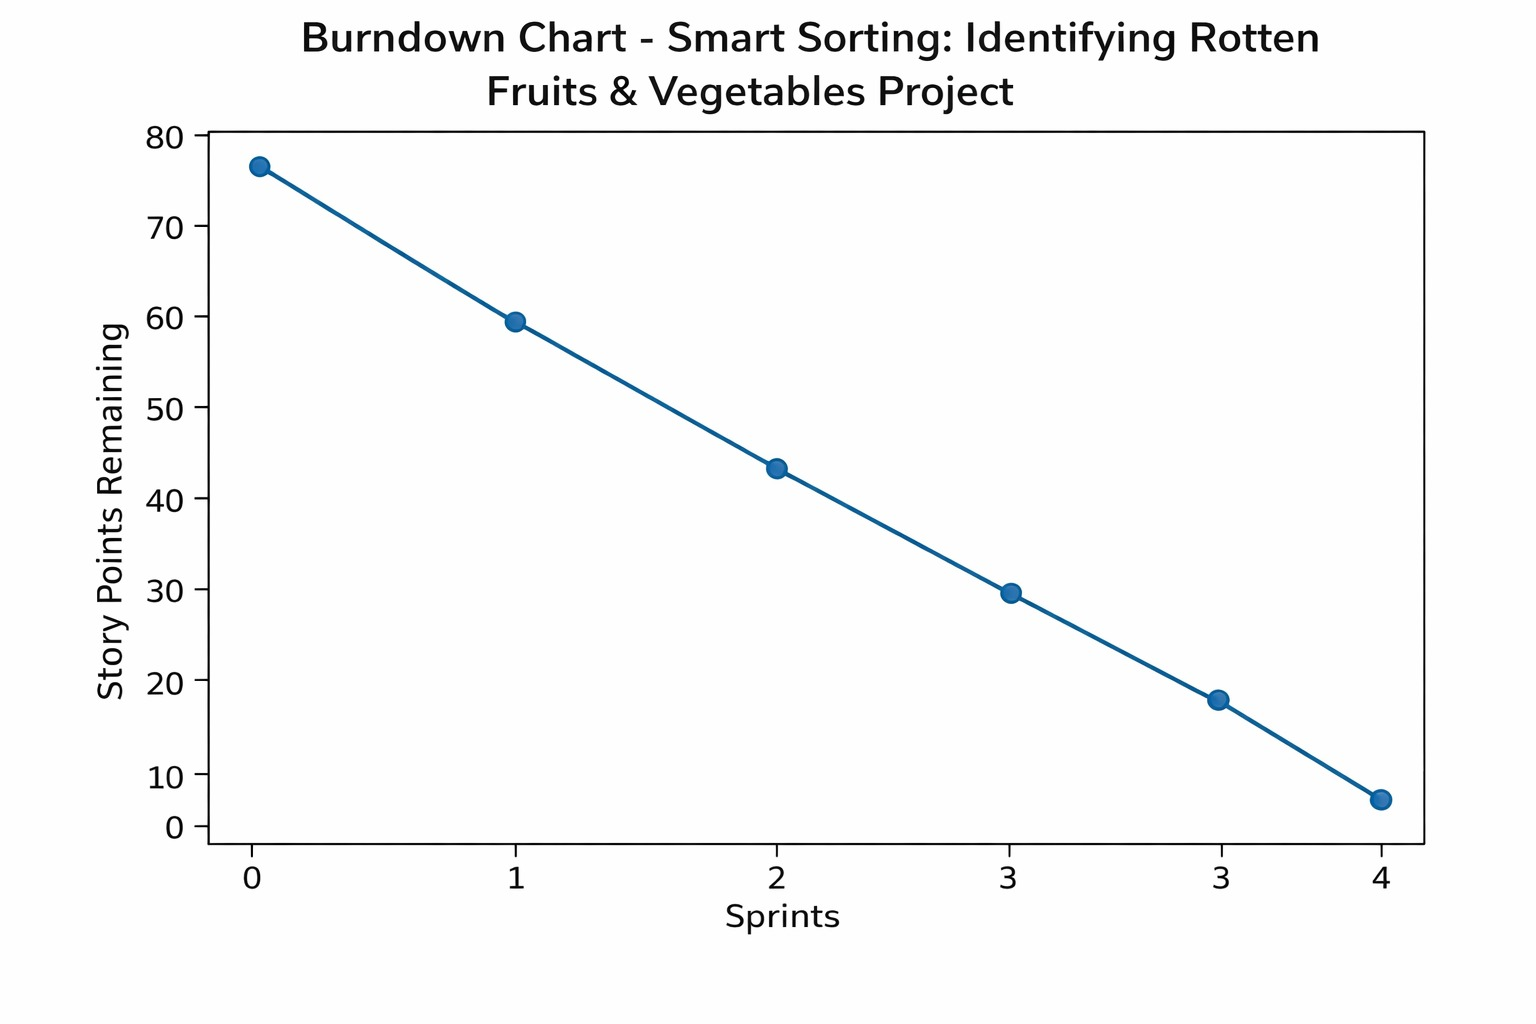 Burndown Chart - Smart Sorting: Identifying Rotten
Fruits & Vegetables Project
80
70
60
50
40
30
20
10
0
Story Points Remaining
0 1 2 3 3 4
Sprints